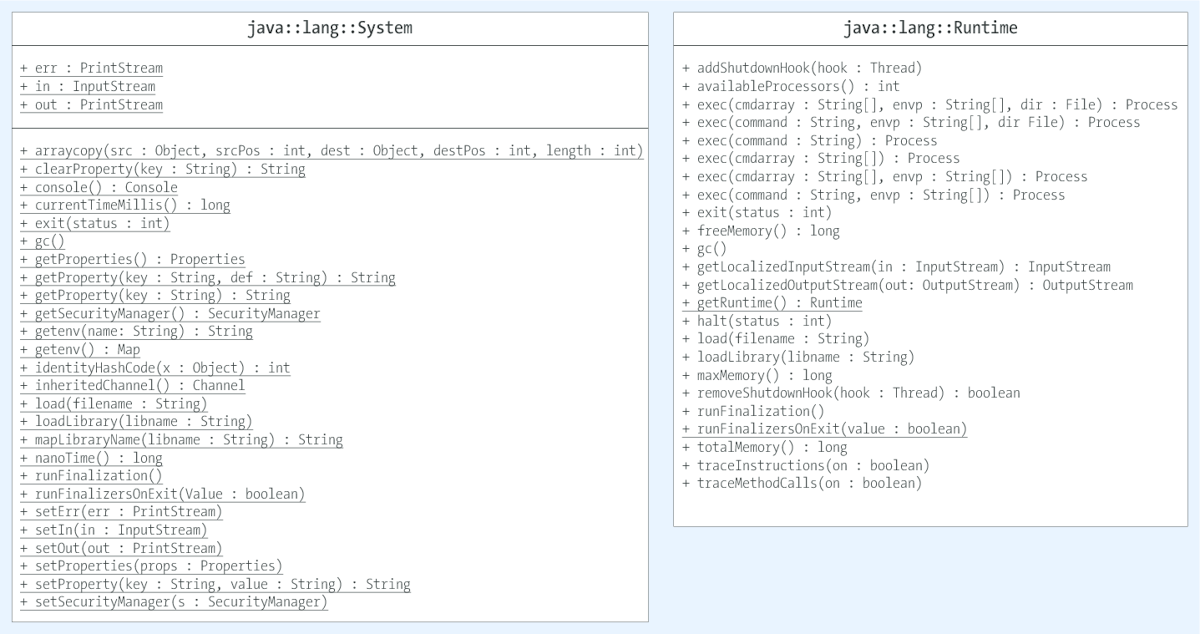 java::lang::System
+ err : PrintStream
+ in : InputStream
+ out : PrintStream
+ arraycopy(src : Object, srcPos : int, dest : Object, destPos : int, length : int)
+ clearProperty(key : String) : String
+ console() : Console
+ currentTimeMillis() : long
+ exit(status : int)
+ gc()
+ getProperties() : Properties
+ getProperty(key : String, def : String) : String
+ getProperty(key : String) : String
+ getSecurityManager() : SecurityManager
+ getenv(name: String) : String
+ getenv() : Map
+ identityHashCode(x : Object) : int
+ inheritedChannel() : Channel
+ load(filename : String)
+ loadLibrary(libname : String)
+ mapLibraryName(libname : String) : String
+ nanoTime() : long
+ runFinalization()
+ runFinalizersOnExit(Value : boolean)
+ setErr(err : PrintStream)
+ setIn(in : InputStream)
+ setOut(out : PrintStream)
+ setProperties(props : Properties)
+ setProperty(key : String, value : String) : String
+ setSecurityManager(s : SecurityManager)
java::lang::Runtime
+ addShutdownHook(hook : Thread)
+ availableProcessors() : int
+ exec(cmdarray : String[], envp : String[], dir : File) : Process
+ exec(command : String, envp : String[], dir File) : Process
+ exec(command : String) : Process
+ exec(cmdarray : String[]) : Process
+ exec(cmdarray : String[], envp : String[]) : Process
+ exec(command : String, envp : String[]) : Process
+ exit(status : int)
+ freeMemory() : long
+ gc()
+ getLocalizedInputStream(in : InputStream) : InputStream
+ getLocalizedOutputStream(out: OutputStream) : OutputStream
+ getRuntime() : Runtime
+ halt(status : int)
+ load(filename : String)
+ loadLibrary(libname : String)
+ maxMemory() : long
+ removeShutdownHook(hook : Thread) : boolean
+ runFinalization()
+ runFinalizersOnExit(value : boolean)
+ totalMemory() : long
+ traceInstructions(on : boolean)
+ traceMethodCalls(on : boolean)